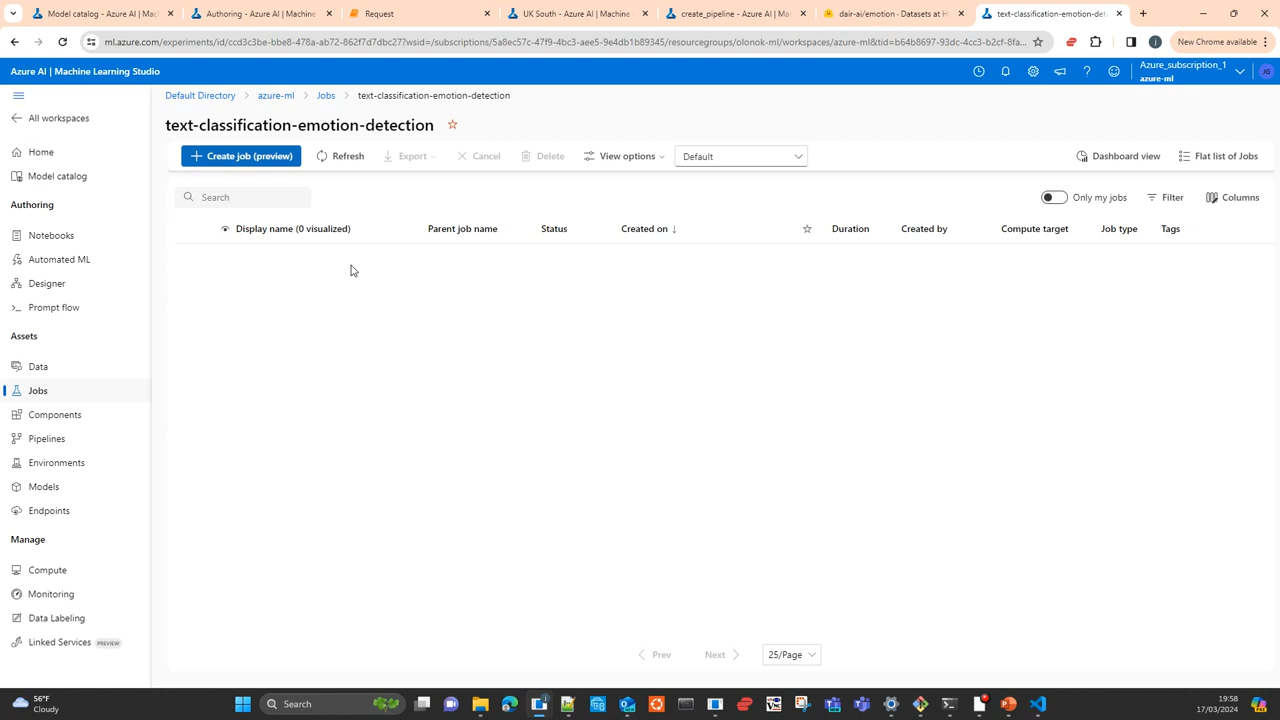 Model catalog - Azure AI | Machi
Authoring - Azure AI | Machine L
Request
UK South - Azure AI | Machine L
create_pipeline - Azure AI | Mac
dair-ai/emotion · Datasets at H
text-classification-emotion-det
ml.azure.com/experiments/id/ccd3c3be-bbe8-478a-ab72-862f7d7dbc27?wsid=/subscriptions/5a8ec57c-47f9-4bc3-aee5-9e4db1b89345/resourcegroups/olonok-ml/workspaces/azure-ml&tid=b64b8697-93dc-4cc3-b2cf-8fa...
New Chrome available
Azure AI | Machine Learning Studio
Azure_subscription_1
azure-ml
JG
All workspaces
Home
Model catalog
Authoring
Notebooks
Automated ML
Designer
Prompt flow
Assets
Data
Jobs
Components
Pipelines
Environments
Models
Endpoints
Manage
Compute
Monitoring
Data Labeling
Linked Services PREVIEW
Default Directory > azure-ml > Jobs > text-classification-emotion-detection
text-classification-emotion-detection
Create job (preview) Refresh Export Cancel Delete View options Default Dashboard view Flat list of Jobs
Search Only my jobs Filter Columns
Display name (0 visualized) Parent job name Status Created on ↓ Duration Created by Compute target Job type Tags
Prev Next 25/Page
56°F
Cloudy
Search
19:58
17/03/2024